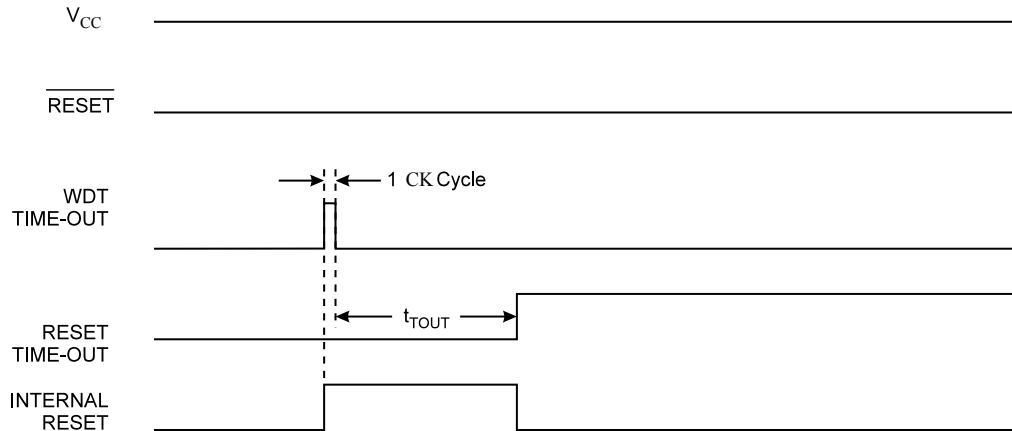 VCC
RESET
1 CK Cycle
WDT
TIME-OUT
tTOUT
RESET
TIME-OUT
INTERNAL
RESET